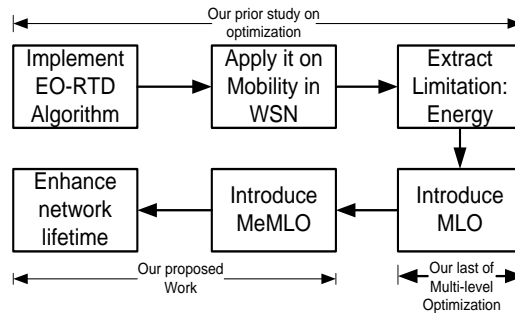 Our prior study on
optimization
Implement
EO-RTD
Algorithm
Apply it on
Mobility in
WSN
Extract
Limitation:
Energy
Enhance
network
lifetime
Introduce
MeMLO
Introduce
MLO
Our proposed
Work
Our last of
Multi-level
Optimization